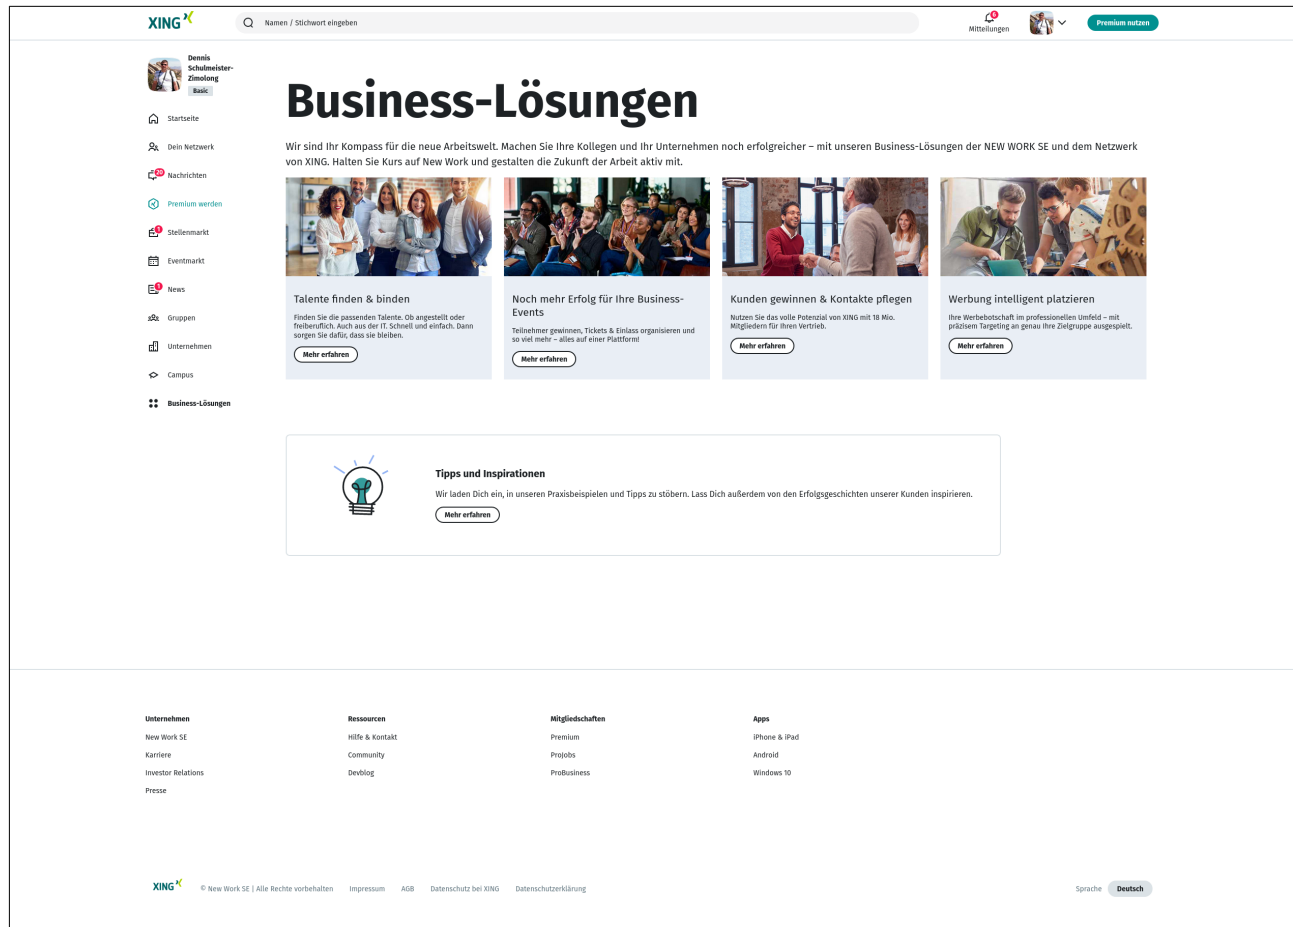 XING
Namen / Stichwort eingeben
Mitteilungen
Premium nutzen
Dennis
Schulmeister-
Zimolong
Basic
Startseite
Dein Netzwerk
20
Nachrichten
Premium werden
1
Stellenmarkt
Eventmarkt
News
Gruppen
Unternehmen
Campus
Business-Lösungen
Business-Lösungen
Wir sind Ihr Kompass für die neue Arbeitswelt. Machen Sie Ihre Kollegen und Ihr Unternehmen noch erfolgreicher – mit unseren Business-Lösungen der NEW WORK SE und dem Netzwerk
von XING. Halten Sie Kurs auf New Work und gestalten die Zukunft der Arbeit aktiv mit.
Talente finden & binden
Finden Sie die passenden Talente. Ob angestellt oder
freiberuflich. Auch aus der IT. Schnell und einfach. Dann
sorgen Sie dafür, dass sie bleiben.
Mehr erfahren
Noch mehr Erfolg für Ihre Business-
Events
Teilnehmer gewinnen, Tickets & Einlass organisieren und
so viel mehr – alles auf einer Plattform!
Mehr erfahren
Kunden gewinnen & Kontakte pflegen
Nutzen Sie das volle Potenzial von XING mit 18 Mio.
Mitgliedern für Ihren Vertrieb.
Mehr erfahren
Werbung intelligent platzieren
Ihre Werbebotschaft im professionellen Umfeld – mit
präzisem Targeting an genau Ihre Zielgruppe ausgespielt.
Mehr erfahren
Tipps und Inspirationen
Wir laden Dich ein, in unseren Praxisbeispielen und Tipps zu stöbern. Lass Dich außerdem von den Erfolgsgeschichten unserer Kunden inspirieren.
Mehr erfahren
Unternehmen
New Work SE
Karriere
Investor Relations
Presse
Ressourcen
Hilfe & Kontakt
Community
Devblog
Mitgliedschaften
Premium
ProJobs
ProBusiness
Apps
iPhone & iPad
Android
Windows 10
XING
© New Work SE | Alle Rechte vorbehalten Impressum AGB Datenschutz bei XING Datenschutzerklärung
Sprache Deutsch